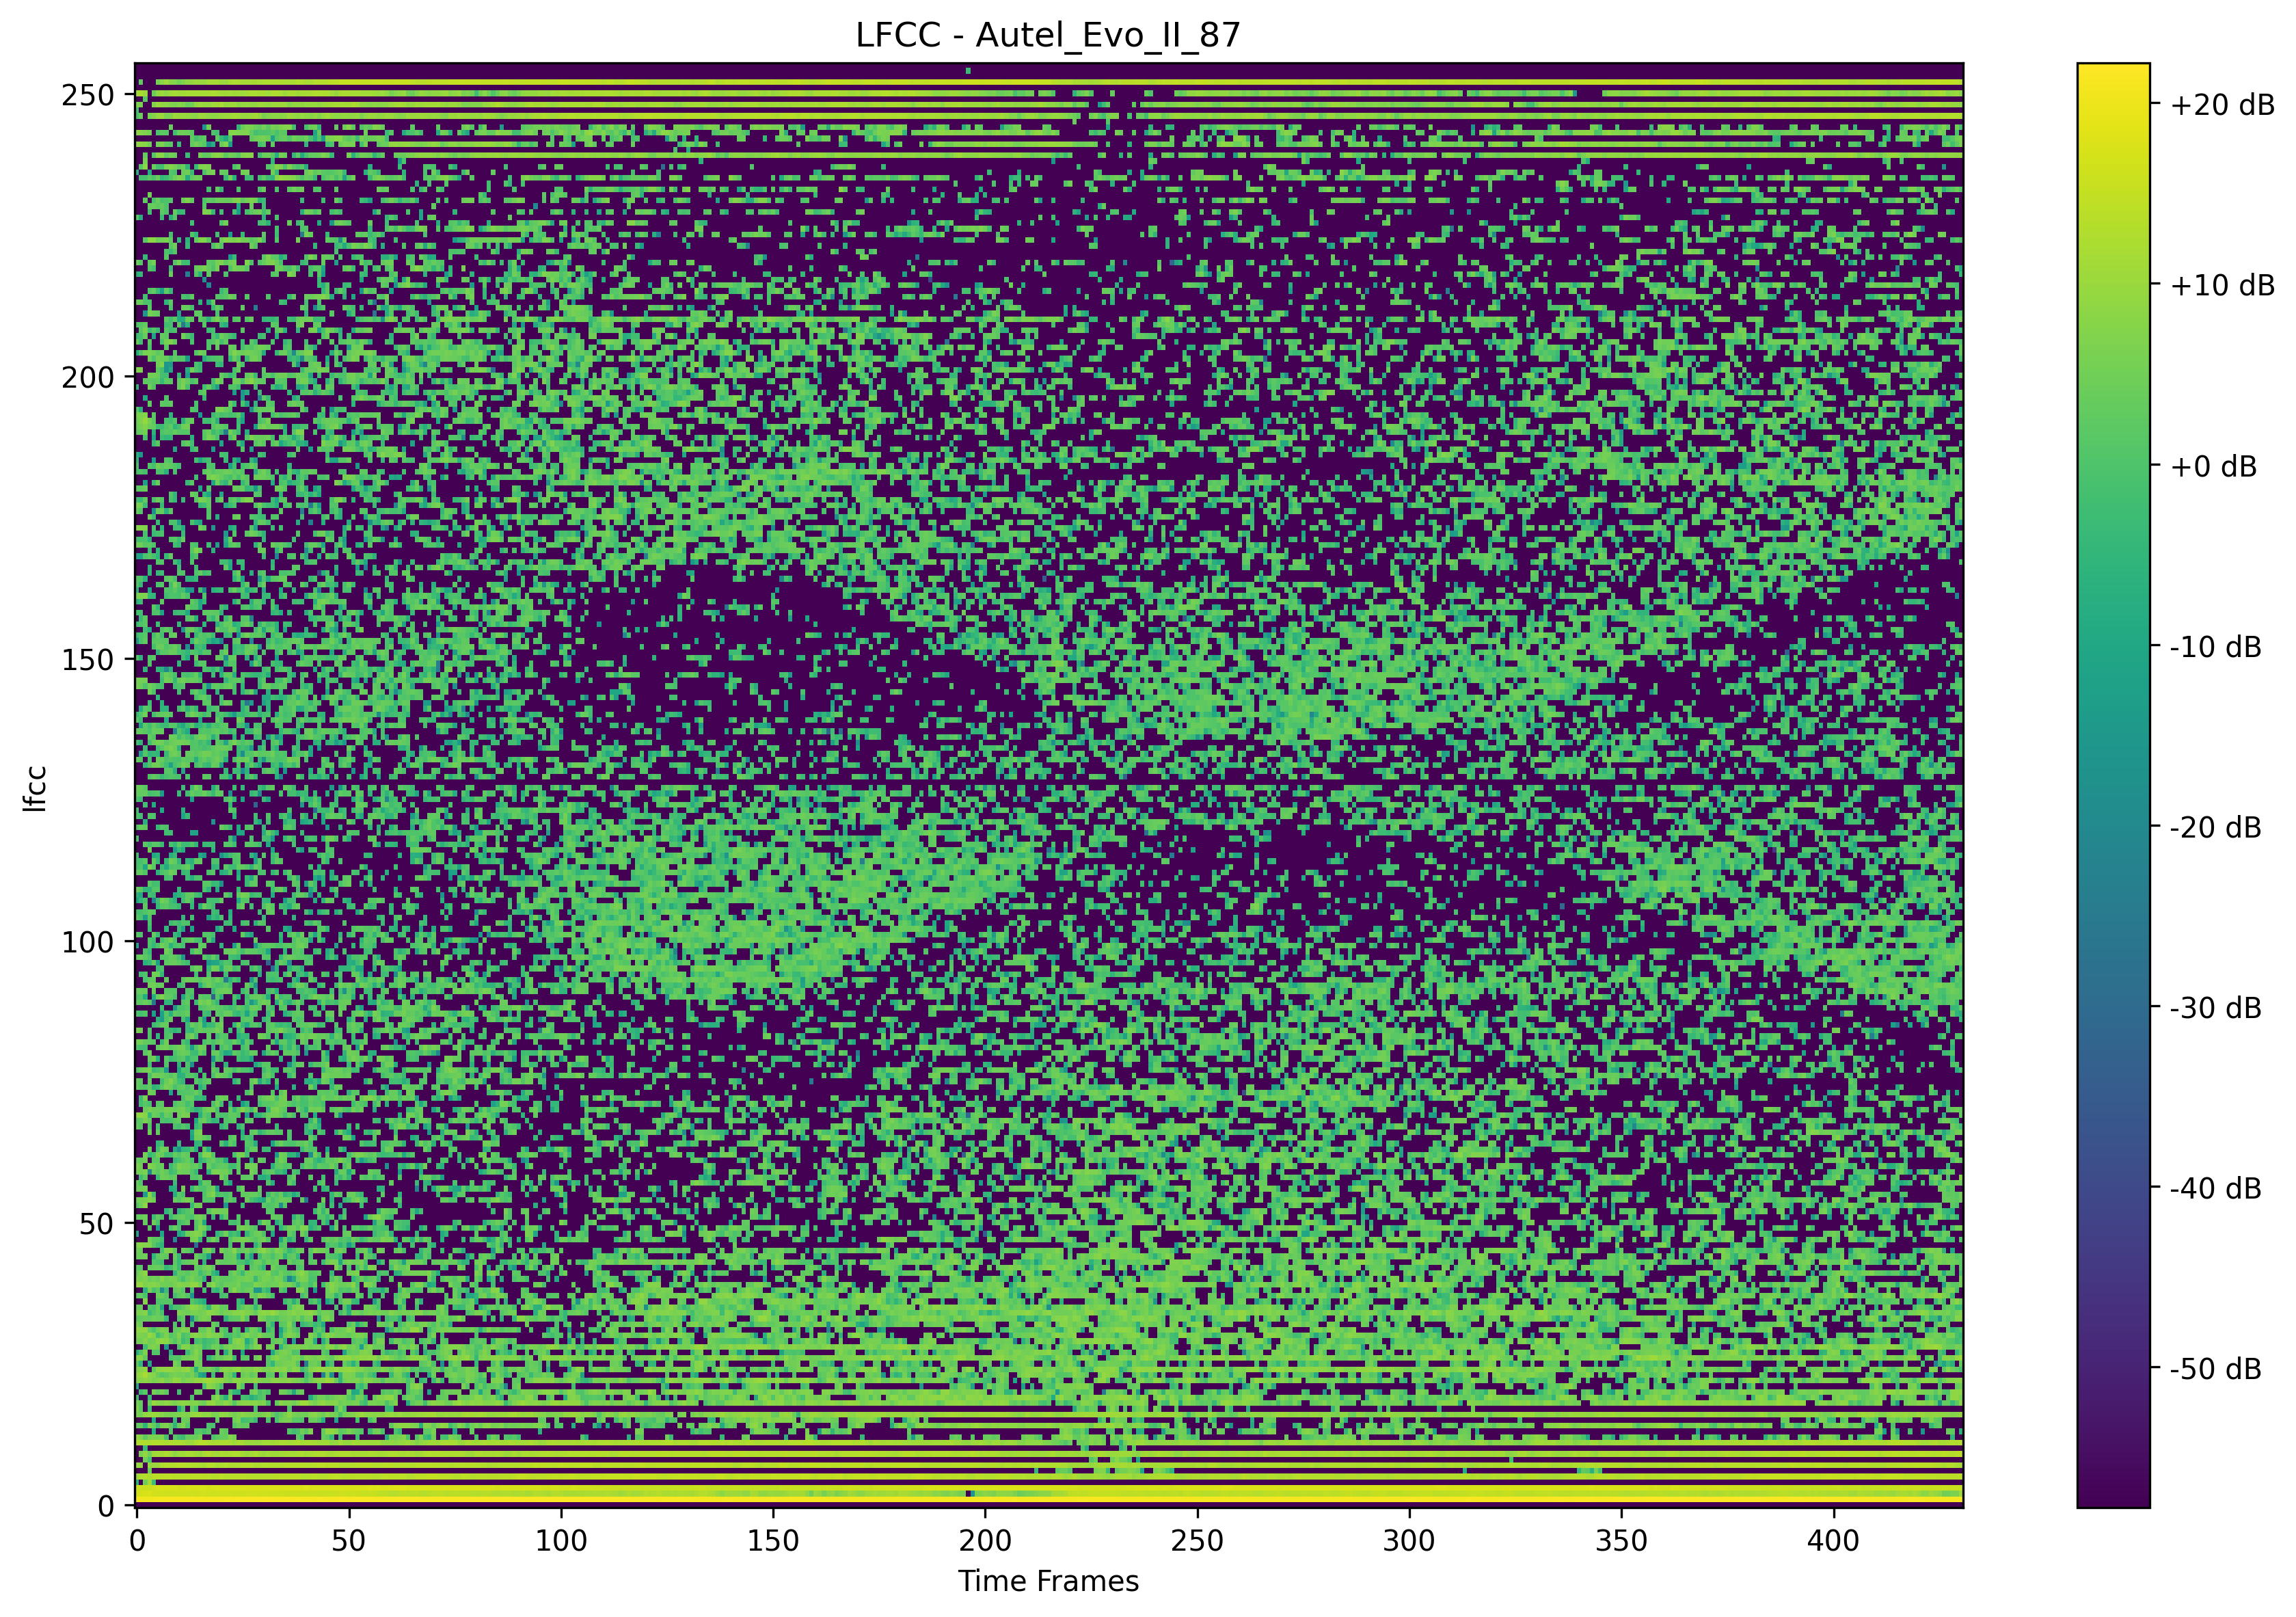 LFCC - Autel_Evo_II_87
250
200
150
100
50
0
lfcc
0 50 100 150 200 250 300 350 400
Time Frames
+20 dB
+10 dB
+0 dB
-10 dB
-20 dB
-30 dB
-40 dB
-50 dB